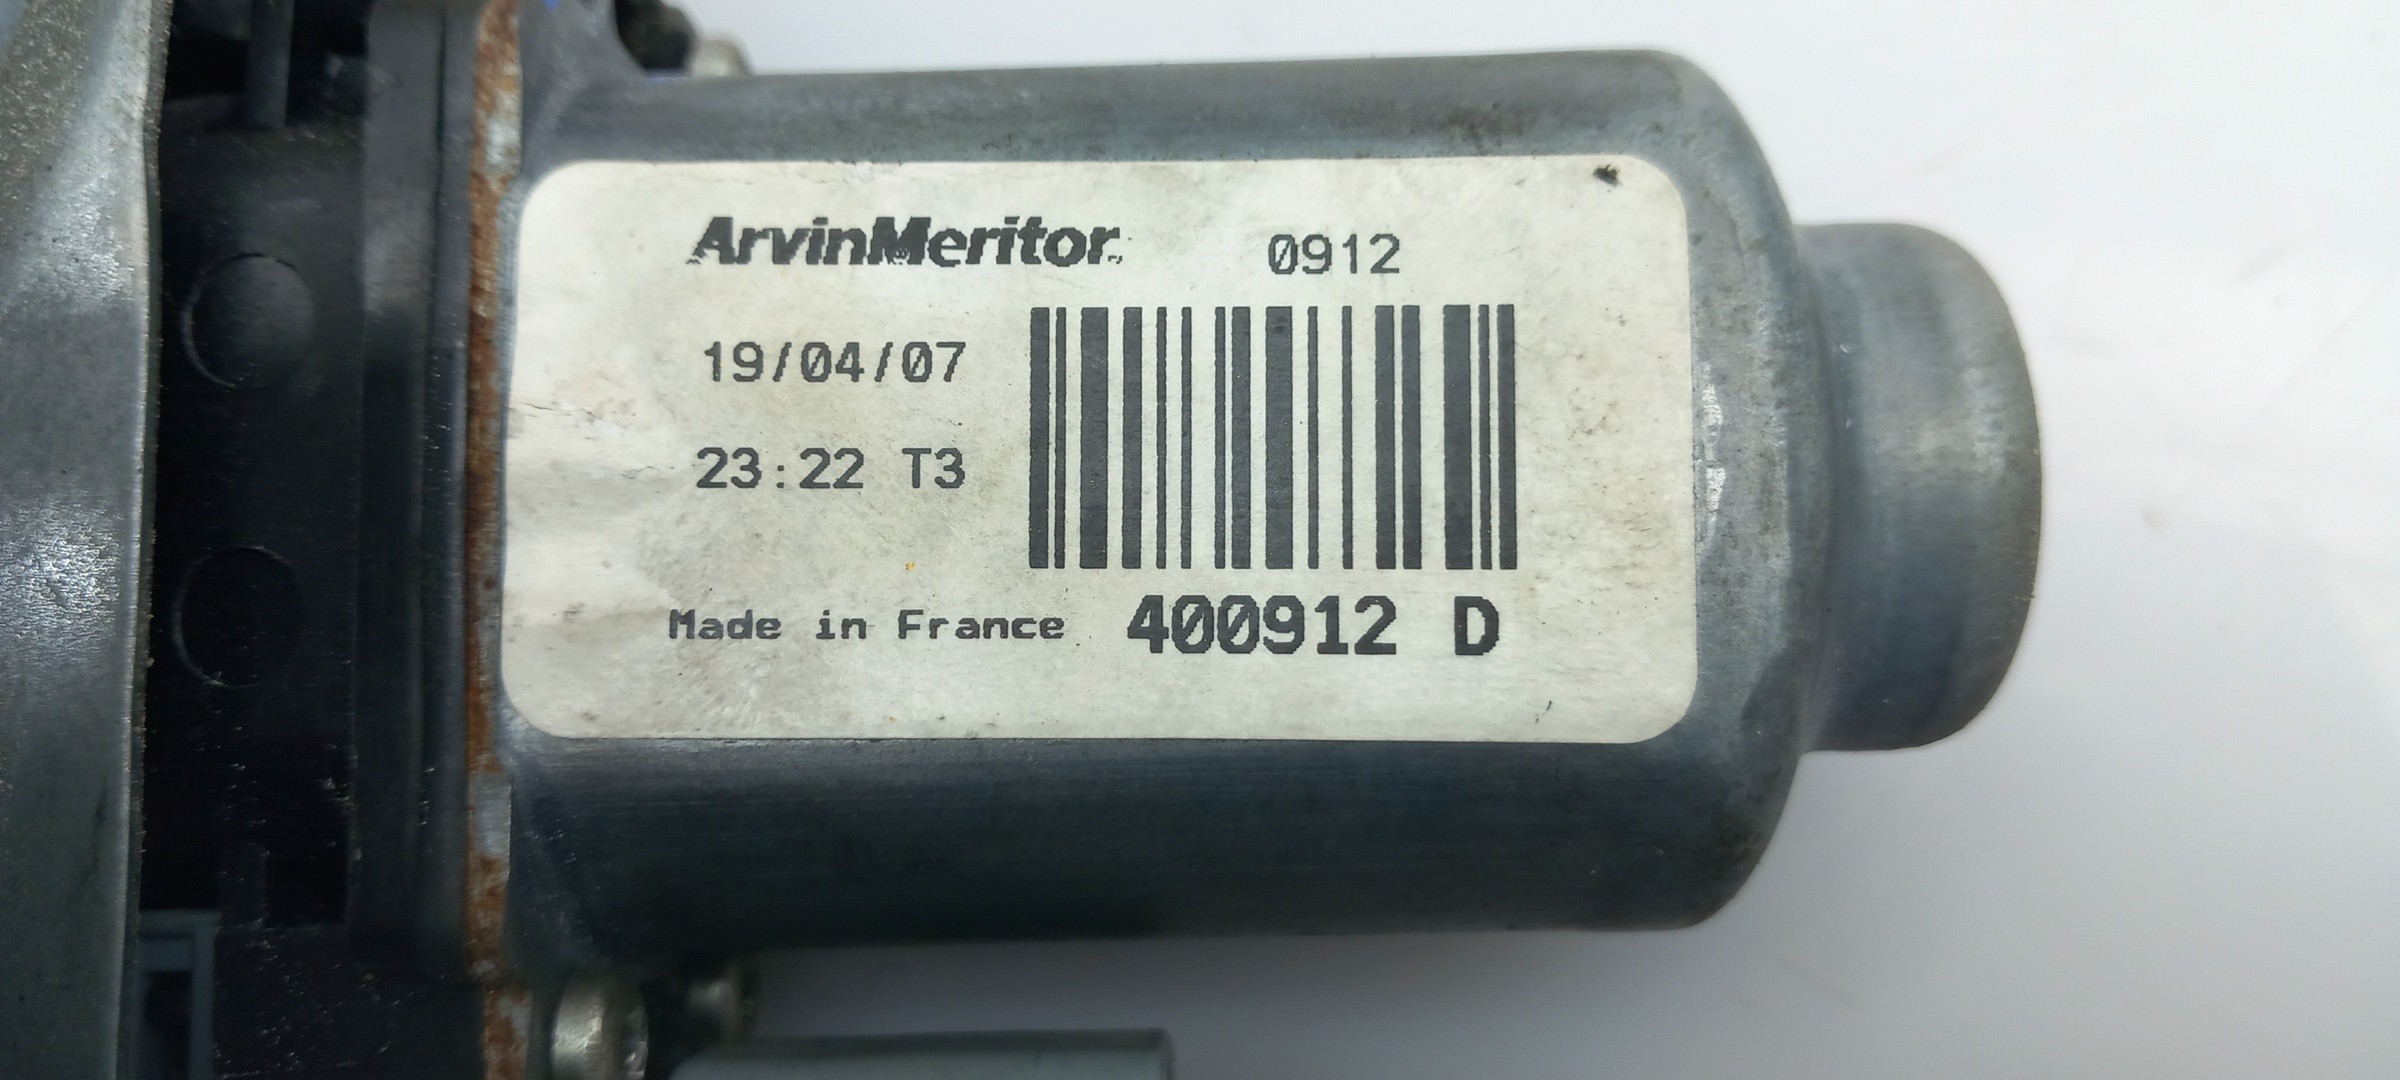 ArvinMeritor 0912
19/04/07
23:22 T3
Made in France 400912 D